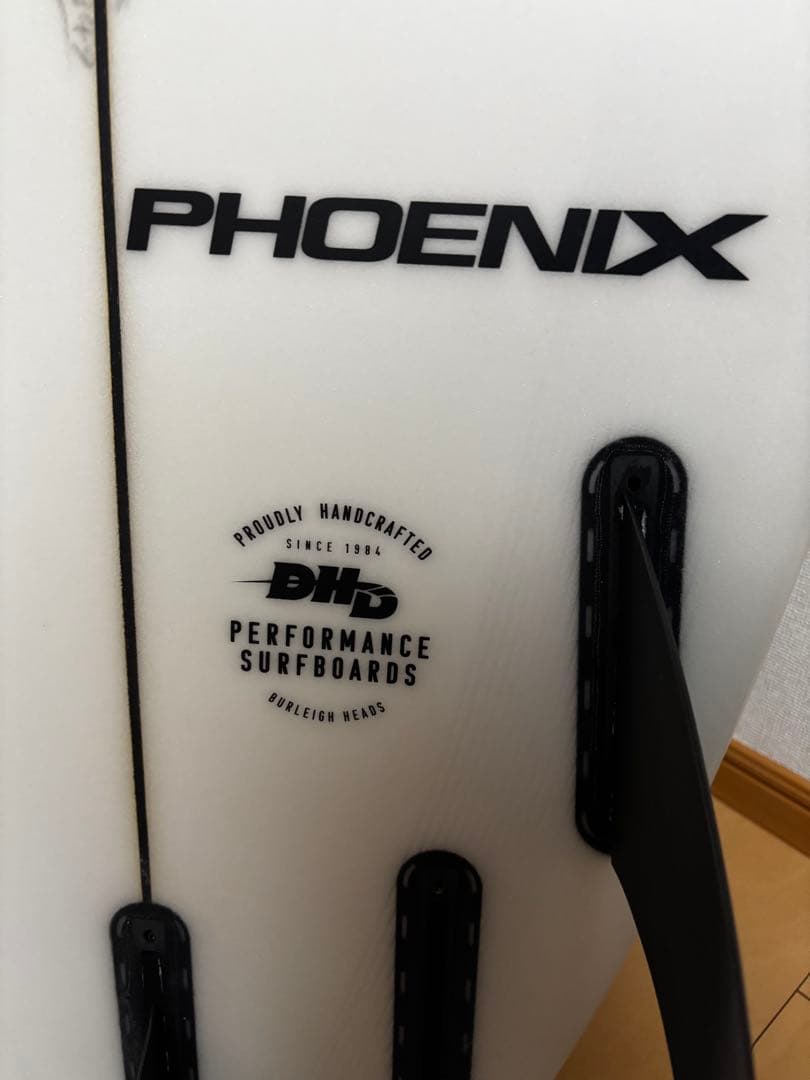 PHOENIX
PROUDLY HANDCRAFTED
SINCE 1984
DHD
PERFORMANCE
SURFBOARDS
BURLEIGH HEADS